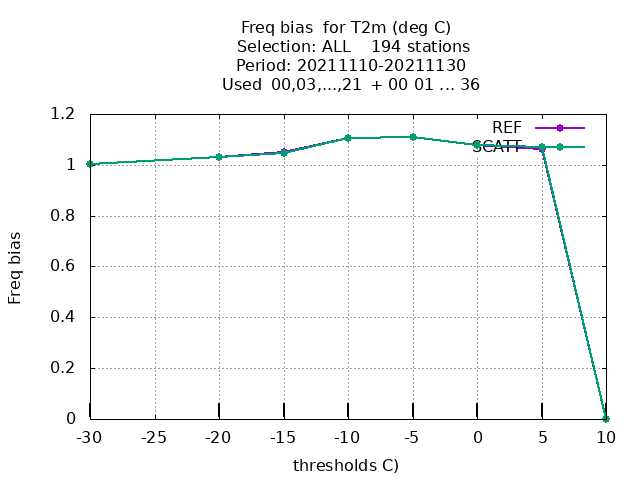 Freq bias  for T2m (deg C)
Selection: ALL    194 stations
Period: 20211110-20211130
Used  00,03,...,21  + 00 01 ... 36
REF
SCATT
1.2
1
0.8
0.6
0.4
0.2
0
Freq bias
-30 -25 -20 -15 -10 -5 0 5 10
thresholds C)